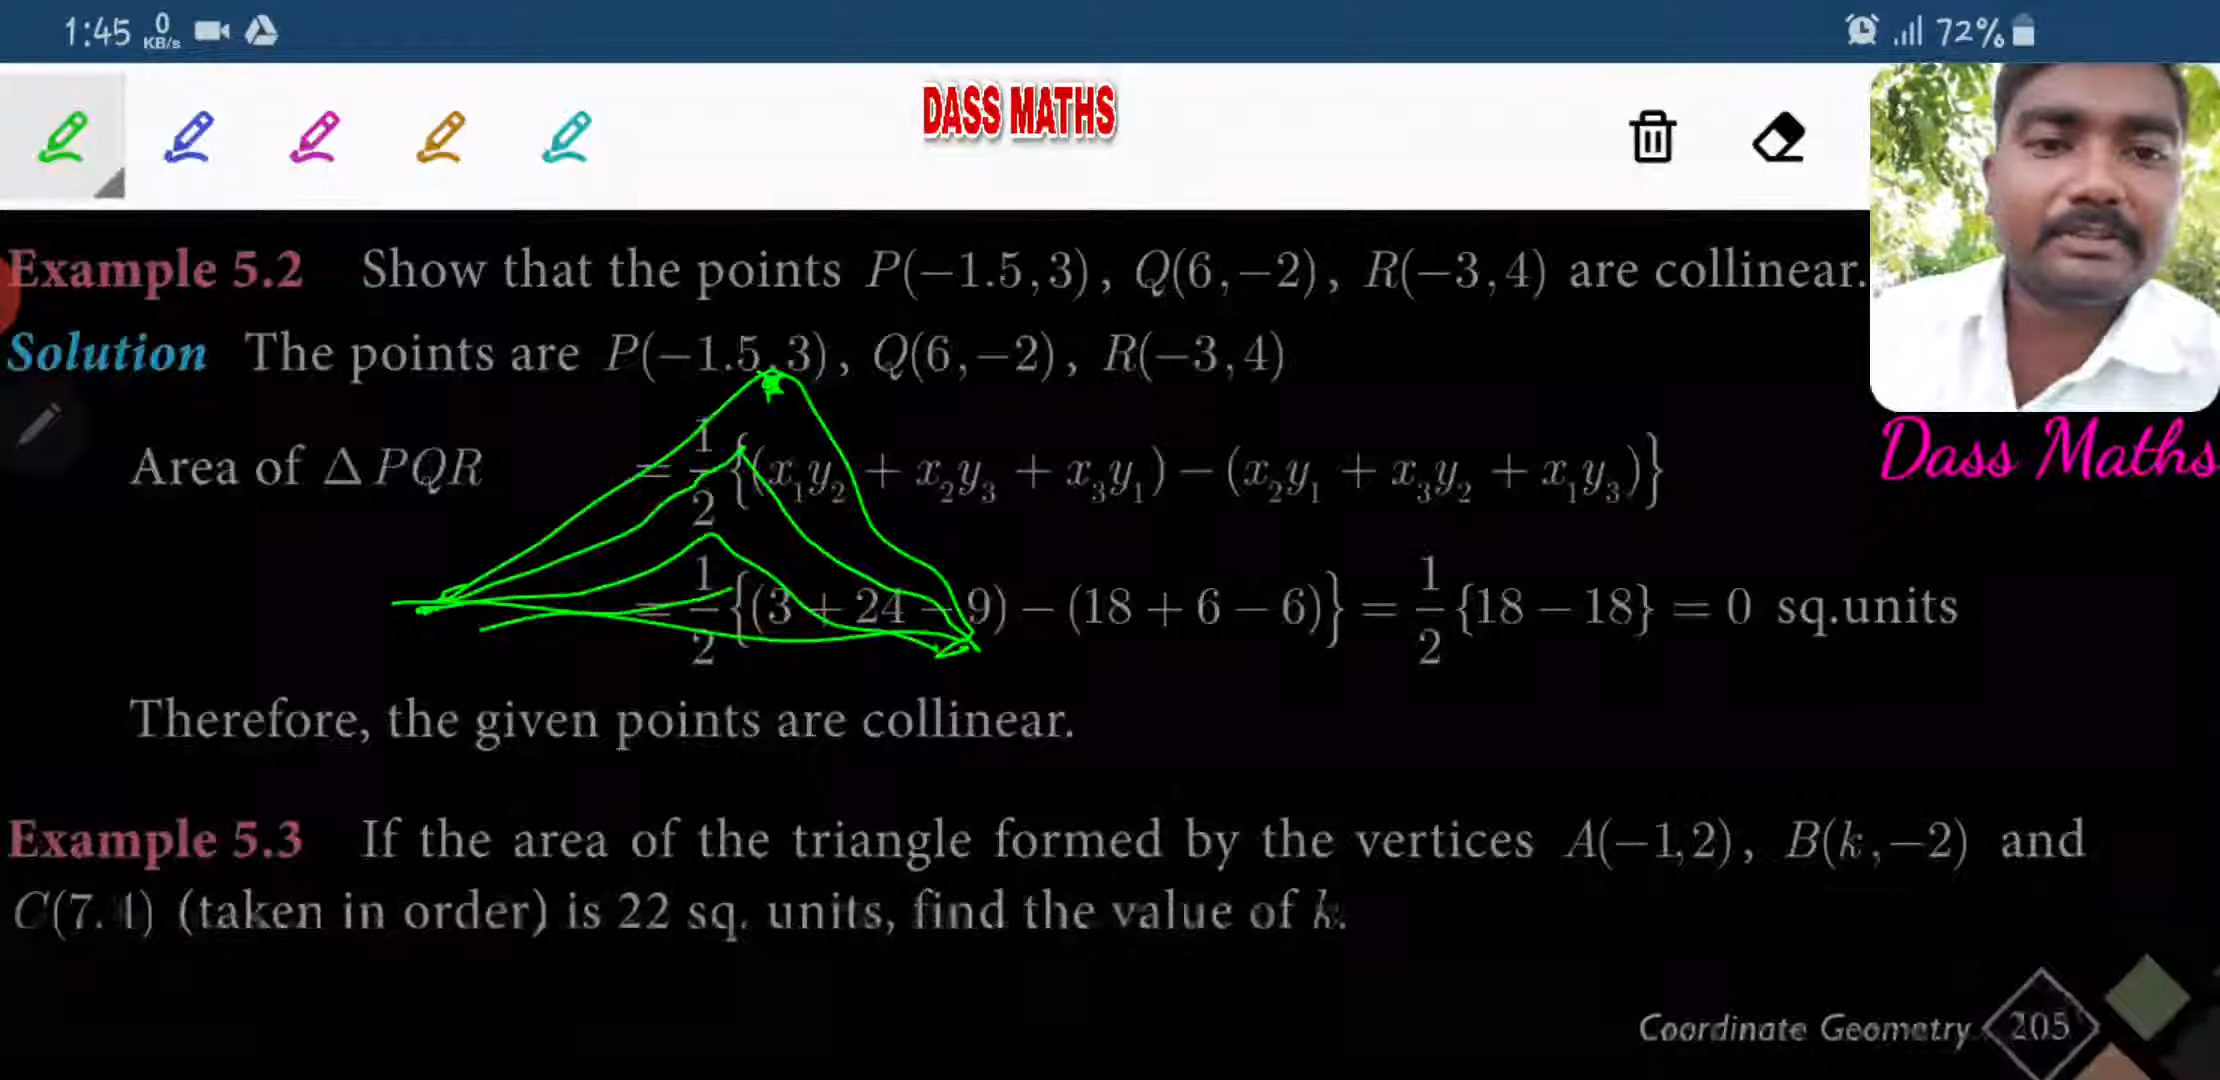 1:45 0 KB/s 72%
DASS MATHS
Example 5.2 Show that the points P(−1.5,3), Q(6,−2), R(−3,4) are collinear.
Solution The points are P(−1.5,3), Q(6,−2), R(−3,4)
Area of Δ PQR = 1/2 {(x₁y₂ + x₂y₃ + x₃y₁) − (x₂y₁ + x₃y₂ + x₁y₃)}
Dass Maths
= 1/2 {(3 + 24 − 9) − (18 + 6 − 6)} = 1/2 {18 − 18} = 0 sq.units
Therefore, the given points are collinear.
Example 5.3 If the area of the triangle formed by the vertices A(−1,2), B(k,−2) and
C(7,4) (taken in order) is 22 sq. units, find the value of k.
Coordinate Geometry 205